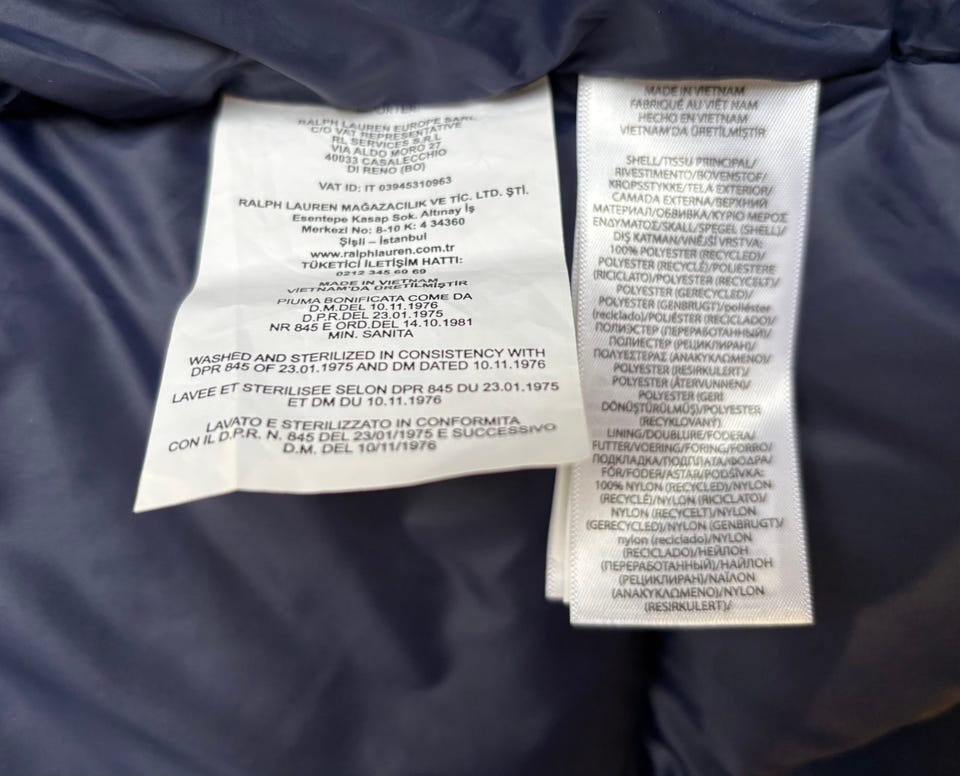 RALPH LAUREN EUROPE SARL
C/O VAT REPRESENTATIVE
RL SERVICES S.R.L
VIA ALDO MORO 27
40033 CASALECCHIO
DI RENO (BO)
VAT ID: IT 03945310963
RALPH LAUREN MAĞAZACILIK VE TİC. LTD. ŞTİ.
Esentepe Kasap Sok. Altınay İş
Merkezi No: 8-10 K: 4 34360
Şişli – İstanbul
www.ralphlauren.com.tr
TÜKETİCİ İLETİŞİM HATTI:
0212 345 69 69
MADE IN VIETNAM
VIETNAM'DA ÜRETİLMİŞTİR
PIUMA BONIFICATA COME DA
D.M.DEL 10.11.1976
D.P.R.DEL 23.01.1975
NR 845 E ORD.DEL 14.10.1981
MIN. SANITA
WASHED AND STERILIZED IN CONSISTENCY WITH
DPR 845 OF 23.01.1975 AND DM DATED 10.11.1976
LAVEE ET STERILISEE SELON DPR 845 DU 23.01.1975
ET DM DU 10.11.1976
LAVATO E STERILIZZATO IN CONFORMITA
CON IL D.P.R. N. 845 DEL 23/01/1975 E SUCCESSIVO
D.M. DEL 10/11/1976
MADE IN VIETNAM
FABRIQUÉ AU VIÊT NAM
HECHO EN VIETNAM
VİETNAM'DA ÜRETİLMİŞTİR
SHELL/TISSU PRINCIPAL/
RIVESTIMENTO/BOVENSTOF/
KROPSSTYKKE/TELA EXTERIOR/
CAMADA EXTERNA/ВЕРХНИЙ
МАТЕРИАЛ/ОБВИВКА/ΚΥΡΙΟ ΜΕΡΟΣ
ΕΝΔΥΜΑΤΟΣ/SKALL/SPEGEL (SHELL)/
DIŞ KATMAN/VNĚJŠÍ VRSTVA:
100% POLYESTER (RECYCLED)/
POLYESTER (RECYCLÉ)/POLIESTERE
(RICICLATO)/POLYESTER (RECYCELT)/
POLYESTER (GERECYCLED)/
POLYESTER (GENBRUGT)/poliéster
(reciclado)/POLIÉSTER (RECICLADO)/
ПОЛИЭСТЕР (ПЕРЕРАБОТАННЫЙ)/
ПОЛИЕСТЕР (РЕЦИКЛИРАН)/
ΠΟΛΥΕΣΤΕΡΑΣ (ΑΝΑΚΥΚΛΩΜΕΝΟ)/
POLYESTER (RESIRKULERT)/
POLYESTER (ÅTERVUNNEN)/
POLYESTER (GERİ
DÖNÜŞTÜRÜLMÜŞ)/POLYESTER
(RECYKLOVANÝ)
LINING/DOUBLURE/FODERA/
FUTTER/VOERING/FORING/FORRO/
ПОДКЛАДКА/ПОДПЛАТА/ΦΟΔΡΑ/
FÔR/FODER/ASTAR/PODŠÍVKA:
100% NYLON (RECYCLED)/NYLON
(RECYCLÉ)/NYLON (RICICLATO)/
NYLON (RECYCELT)/NYLON
(GERECYCLED)/NYLON (GENBRUGT)/
nylon (reciclado)/NYLON
(RECICLADO)/НЕЙЛОН
(ПЕРЕРАБОТАННЫЙ)/НАЙЛОН
(РЕЦИКЛИРАН)/ΝΑΪΛΟΝ
(ΑΝΑΚΥΚΛΩΜΕΝΟ)/NYLON
(RESIRKULERT)/